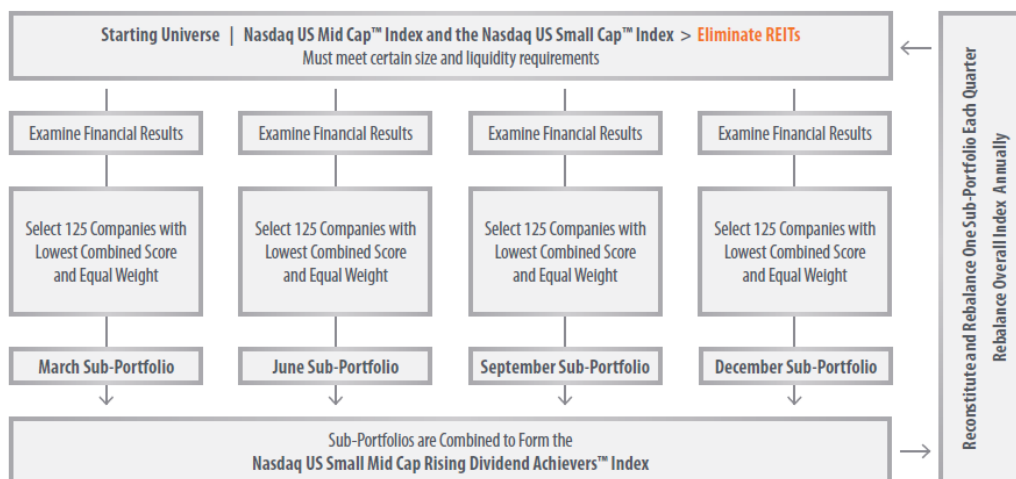 Starting Universe | Nasdaq US Mid Cap™ Index and the Nasdaq US Small Cap™ Index > Eliminate REITs
Must meet certain size and liquidity requirements
Examine Financial Results
Examine Financial Results
Examine Financial Results
Examine Financial Results
Select 125 Companies with
Lowest Combined Score
and Equal Weight
Select 125 Companies with
Lowest Combined Score
and Equal Weight
Select 125 Companies with
Lowest Combined Score
and Equal Weight
Select 125 Companies with
Lowest Combined Score
and Equal Weight
March Sub-Portfolio
June Sub-Portfolio
September Sub-Portfolio
December Sub-Portfolio
Sub-Portfolios are Combined to Form the
Nasdaq US Small Mid Cap Rising Dividend Achievers™ Index
Reconstitute and Rebalance One Sub-Portfolio Each Quarter
Rebalance Overall Index Annually